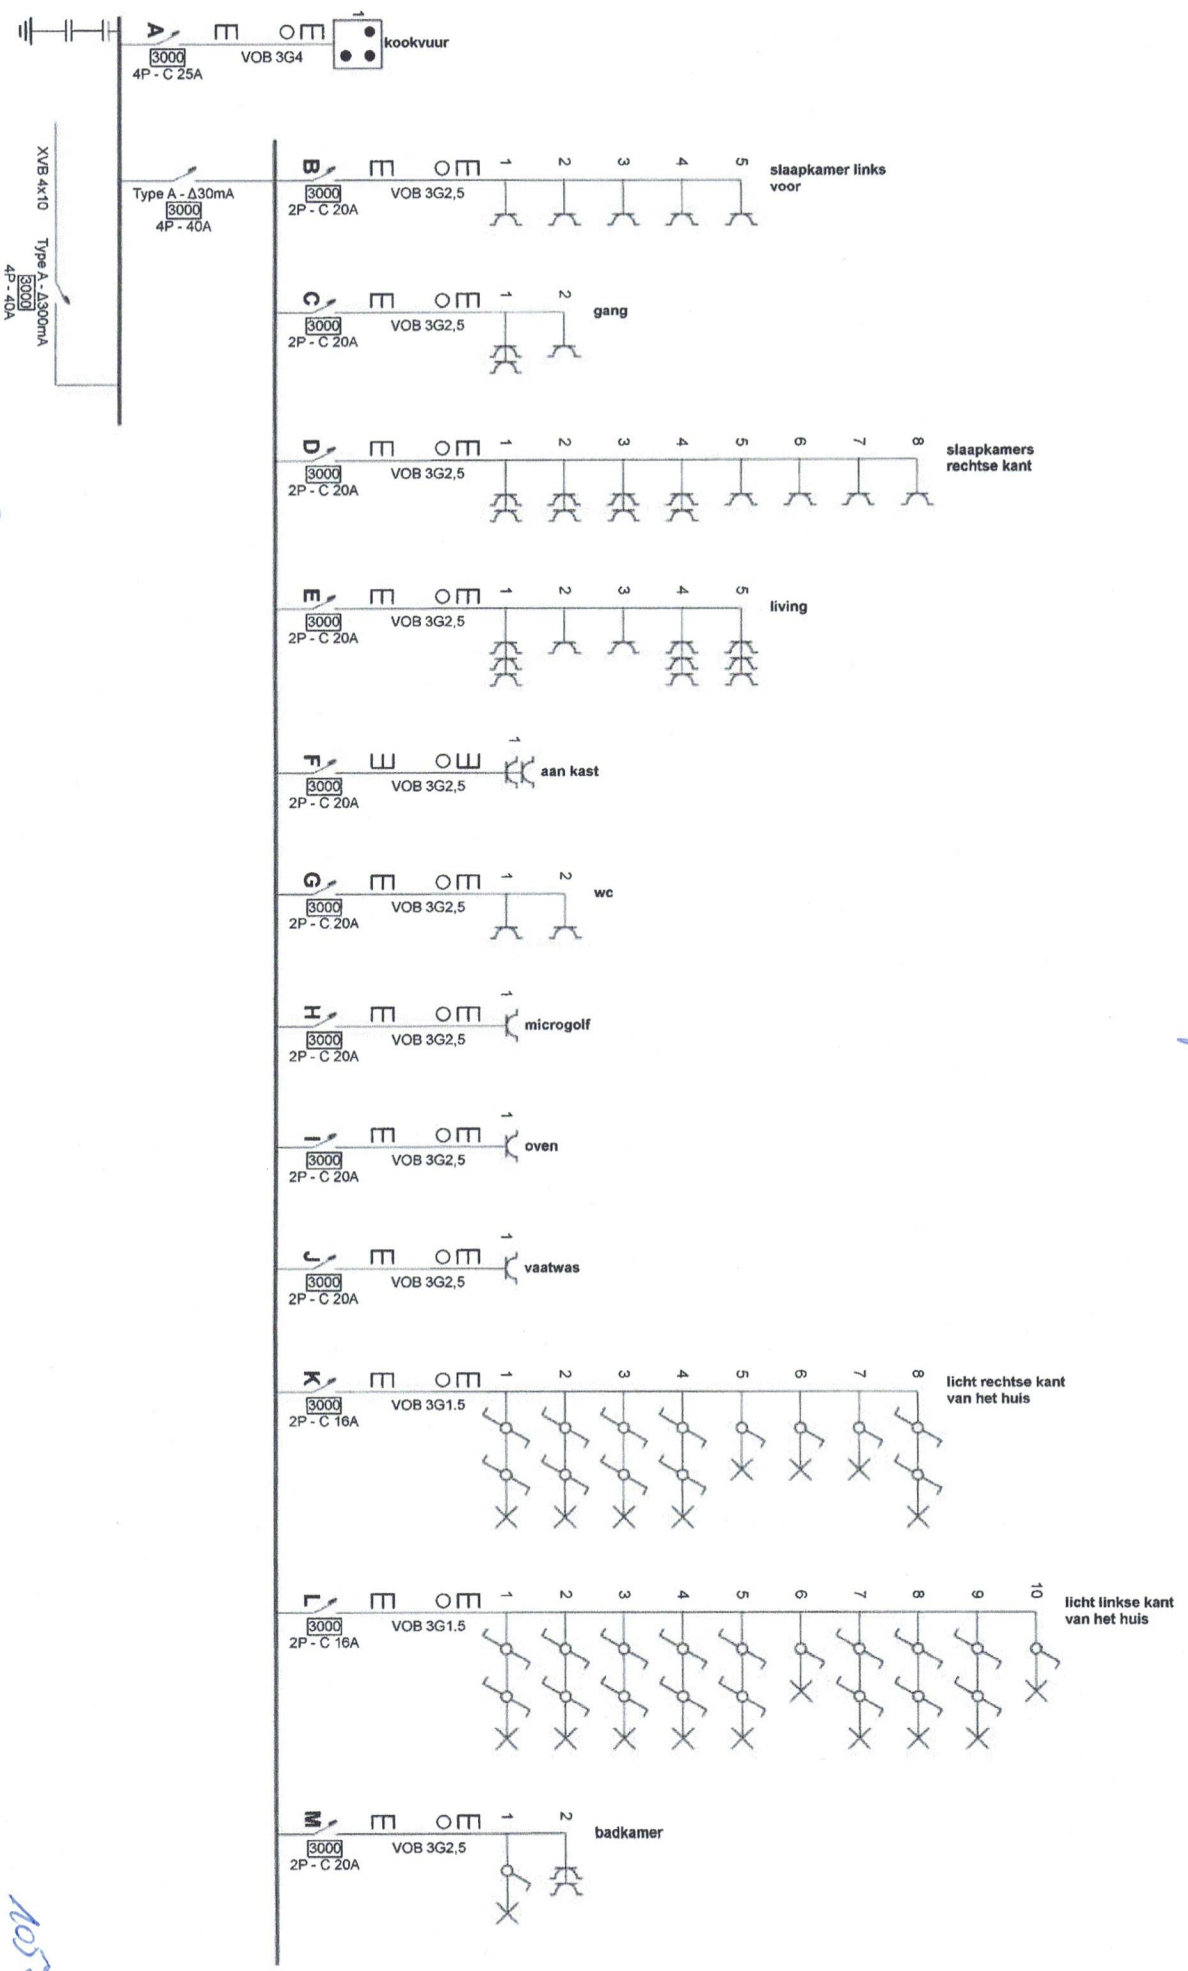 A
3000
4P - C 25A
VOB 3G4
1
kookvuur
XVB 4x10
Type A - Δ300mA
3000
4P - 40A
Type A - Δ30mA
3000
4P - 40A
B
3000
2P - C 20A
VOB 3G2,5
1 2 3 4 5
slaapkamer links
voor
C
3000
2P - C 20A
VOB 3G2,5
1 2
gang
D
3000
2P - C 20A
VOB 3G2,5
1 2 3 4 5 6 7 8
slaapkamers
rechtse kant
E
3000
2P - C 20A
VOB 3G2,5
1 2 3 4 5
living
F
3000
2P - C 20A
VOB 3G2,5
1
aan kast
G
3000
2P - C 20A
VOB 3G2,5
1 2
wc
H
3000
2P - C 20A
VOB 3G2,5
1
microgolf
I
3000
2P - C 20A
VOB 3G2,5
1
oven
J
3000
2P - C 20A
VOB 3G2,5
1
vaatwas
K
3000
2P - C 16A
VOB 3G1.5
1 2 3 4 5 6 7 8
licht rechtse kant
van het huis
L
3000
2P - C 16A
VOB 3G1.5
1 2 3 4 5 6 7 8 9 10
licht linkse kant
van het huis
M
3000
2P - C 20A
VOB 3G2,5
1 2
badkamer